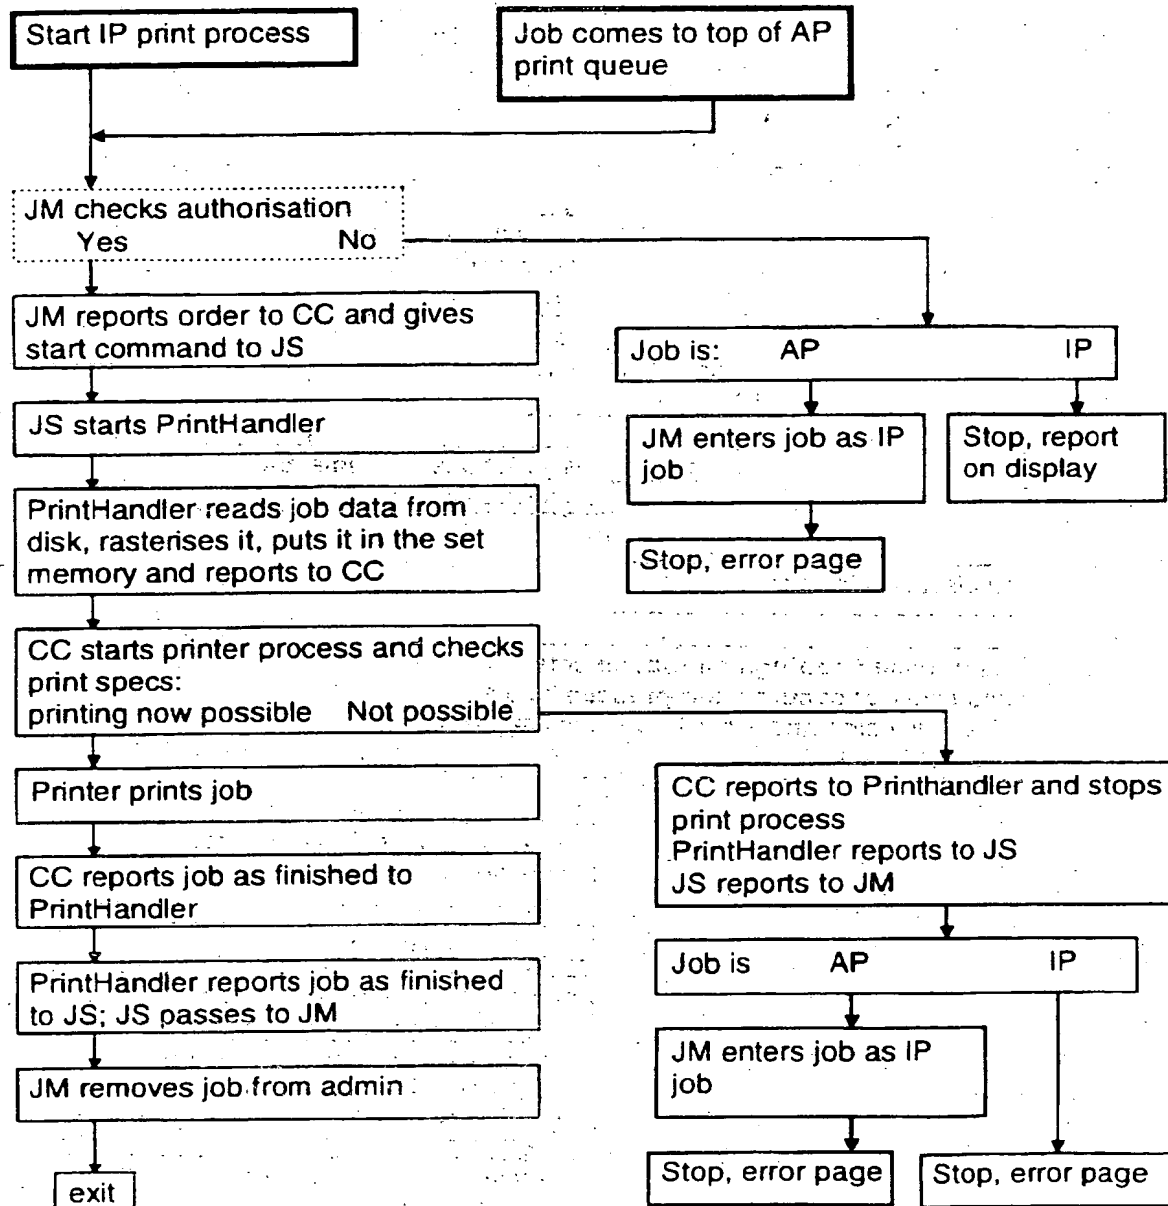 Start IP print process
Job comes to top of AP
print queue
JM checks authorisation
Yes No
JM reports order to CC and gives
start command to JS
Job is: AP IP
JS starts PrintHandler
JM enters job as IP
job
Stop, report
on display
PrintHandler reads job data from
disk, rasterises it, puts it in the set
memory and reports to CC
Stop, error page
CC starts printer process and checks
print specs:
printing now possible Not possible
Printer prints job
CC reports to Printhandler and stops
print process
PrintHandler reports to JS
JS reports to JM
CC reports job as finished to
PrintHandler
Job is AP IP
PrintHandler reports job as finished
to JS; JS passes to JM
JM enters job as IP
job
JM removes job from admin
Stop, error page
Stop, error page
exit